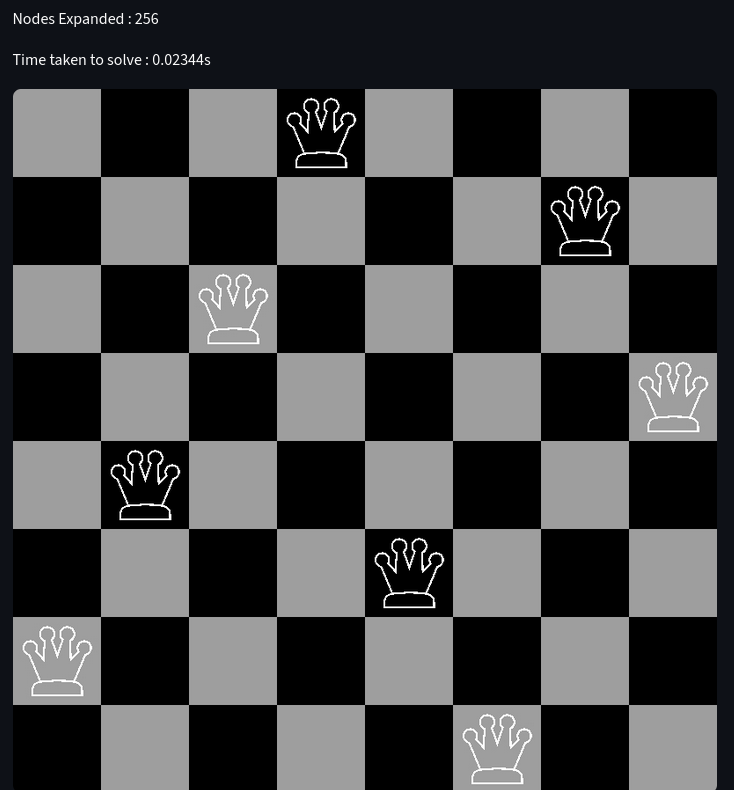 Nodes Expanded : 256
Time taken to solve : 0.02344s